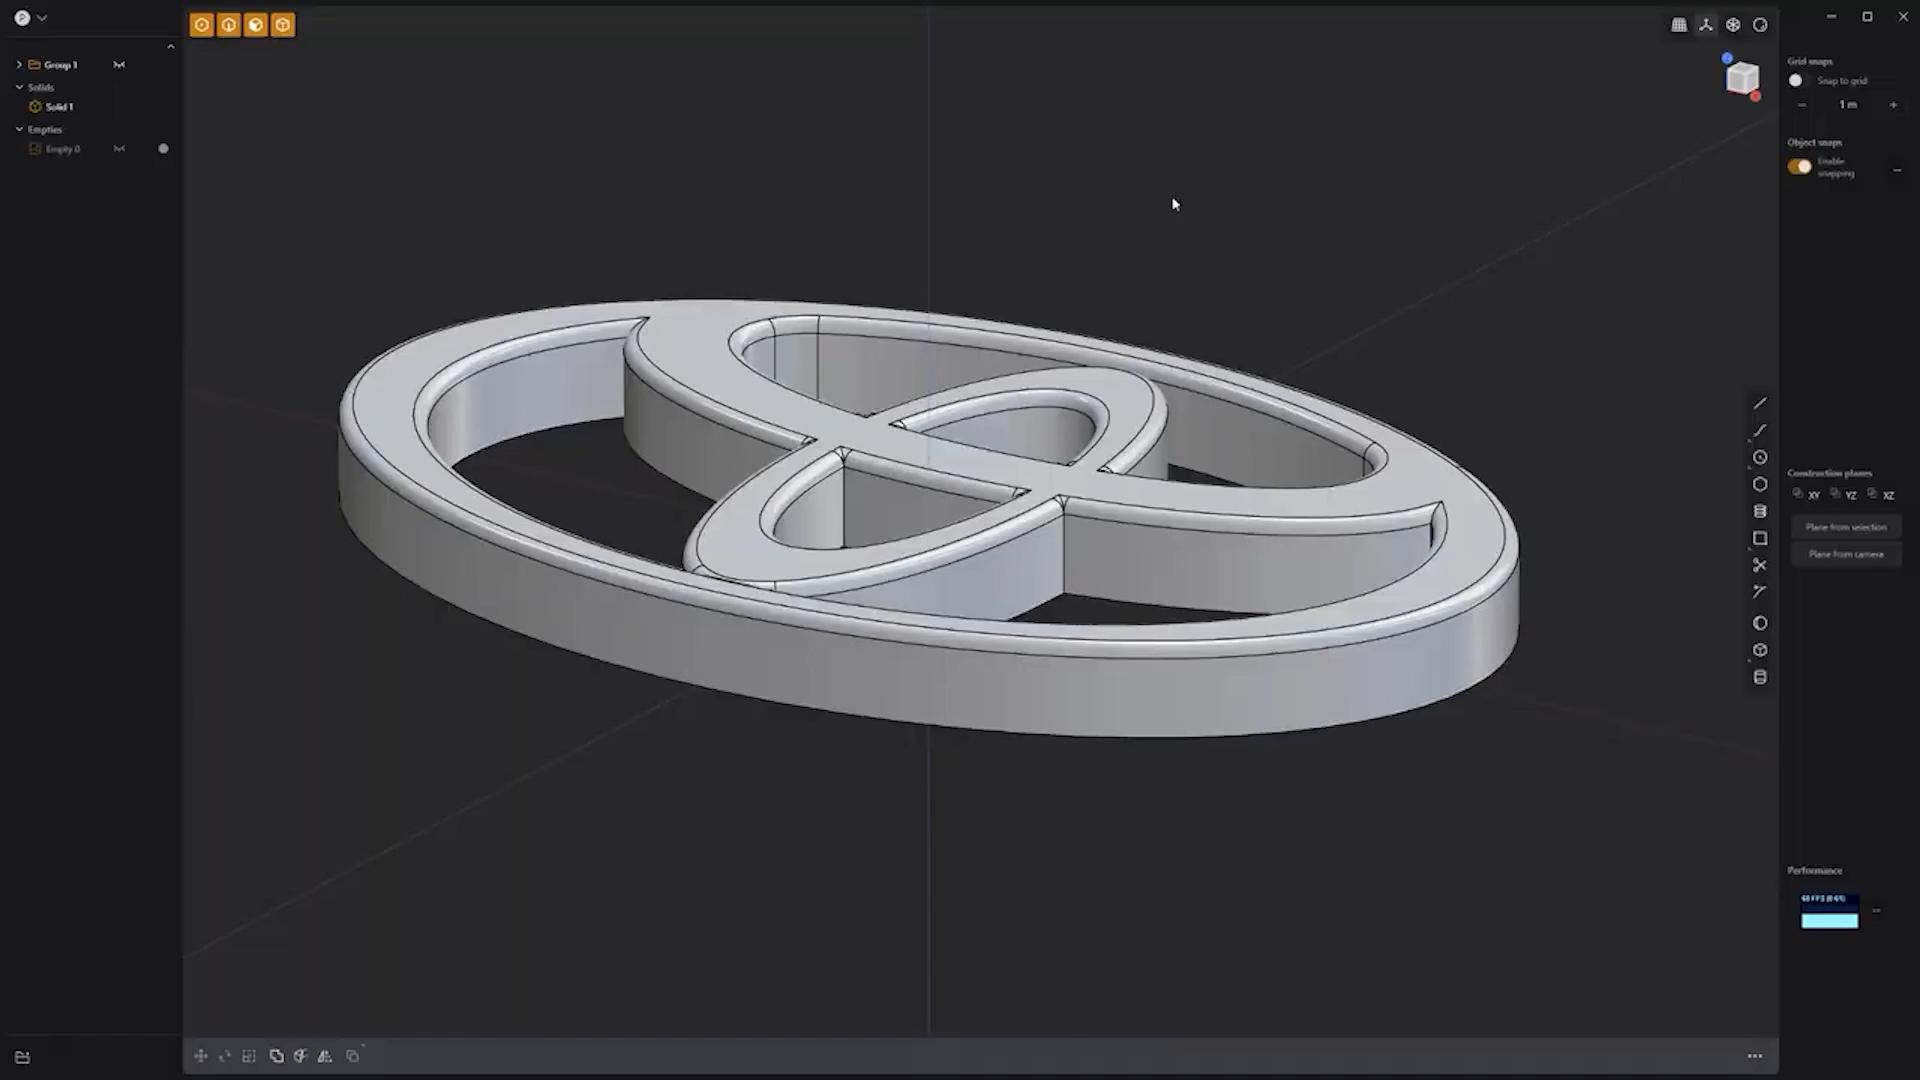 P
Group 1
Solids
Solid 1
Empties
Empty 0
Grid snaps
Snap to grid
1 m
Object snaps
Enable
snapping
Construction planes
XY YZ XZ
Plane from selection
Plane from camera
Performance